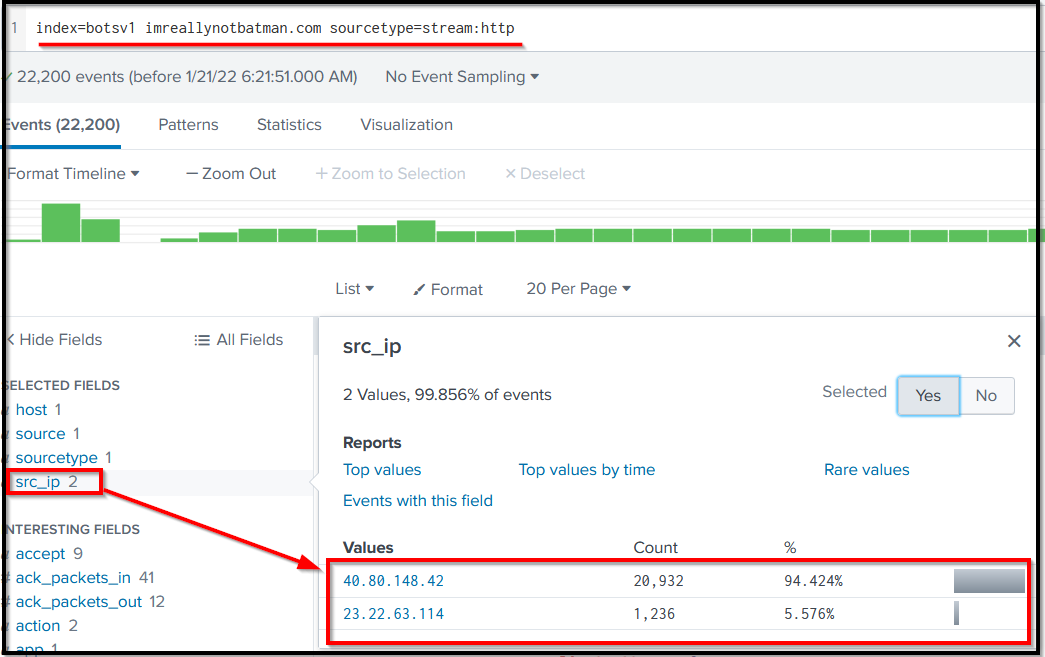 1 index=botsv1 imreallynotbatman.com sourcetype=stream:http
22,200 events (before 1/21/22 6:21:51.000 AM) No Event Sampling
Events (22,200) Patterns Statistics Visualization
Format Timeline — Zoom Out + Zoom to Selection × Deselect
List Format 20 Per Page
< Hide Fields All Fields
SELECTED FIELDS
host 1
source 1
sourcetype 1
src_ip 2
INTERESTING FIELDS
accept 9
# ack_packets_in 41
# ack_packets_out 12
action 2
app 1
src_ip
2 Values, 99.856% of events Selected Yes No
Reports
Top values Top values by time Rare values
Events with this field
Values Count %
40.80.148.42 20,932 94.424%
23.22.63.114 1,236 5.576%